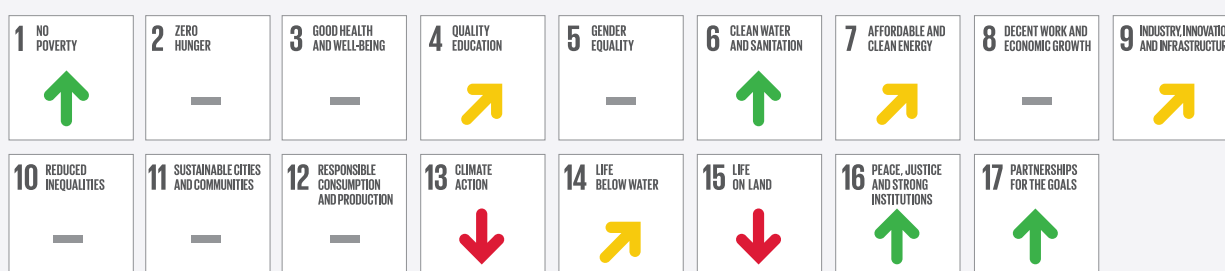 1 NO
POVERTY
2 ZERO
HUNGER
3 GOOD HEALTH
AND WELL-BEING
4 QUALITY
EDUCATION
5 GENDER
EQUALITY
6 CLEAN WATER
AND SANITATION
7 AFFORDABLE AND
CLEAN ENERGY
8 DECENT WORK AND
ECONOMIC GROWTH
9 INDUSTRY, INNOVATIO
AND INFRASTRUCTUR
10 REDUCED
INEQUALITIES
11 SUSTAINABLE CITIES
AND COMMUNITIES
12 RESPONSIBLE
CONSUMPTION
AND PRODUCTION
13 CLIMATE
ACTION
14 LIFE
BELOW WATER
15 LIFE
ON LAND
16 PEACE, JUSTICE
AND STRONG
INSTITUTIONS
17 PARTNERSHIPS
FOR THE GOALS